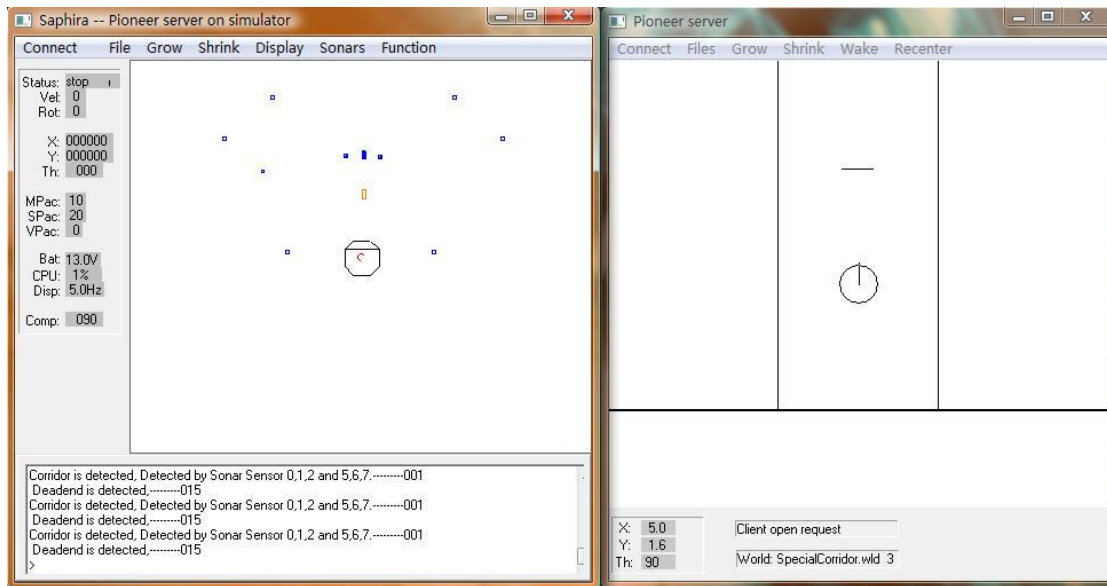 Saphira -- Pioneer server on simulator
Connect File Grow Shrink Display Sonars Function
Status: stop
Vel: 0
Rot: 0
X: 000000
Y: 000000
Th: 000
MPac: 10
SPac: 20
VPac: 0
Bat: 13.0V
CPU: 1%
Disp: 5.0Hz
Comp: 090
Corridor is detected, Detected by Sonar Sensor 0,1,2 and 5,6,7.---------001
Deadend is detected,---------015
Corridor is detected, Detected by Sonar Sensor 0,1,2 and 5,6,7.---------001
Deadend is detected,---------015
Corridor is detected, Detected by Sonar Sensor 0,1,2 and 5,6,7.---------001
Deadend is detected,---------015
>
Pioneer server
Connect Files Grow Shrink Wake Recenter
X: 5.0
Y: 1.6
Th: 90
Client open request
World: SpecialCorridor.wld 3